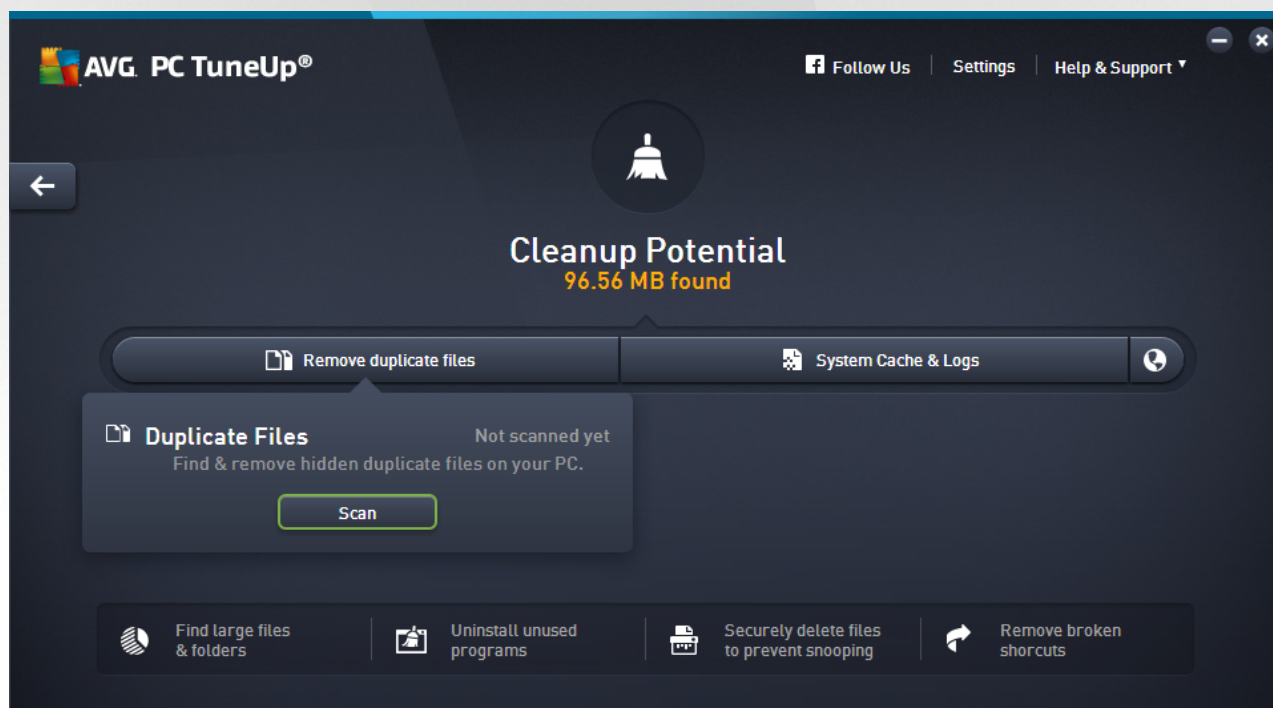 AVG. PC TuneUp®
Follow Us
Settings
Help & Support
Cleanup Potential
96.56 MB found
Remove duplicate files
System Cache & Logs
Duplicate Files
Not scanned yet
Find & remove hidden duplicate files on your PC.
Scan
Find large files
& folders
Uninstall unused
programs
Securely delete files
to prevent snooping
Remove broken
shorcuts